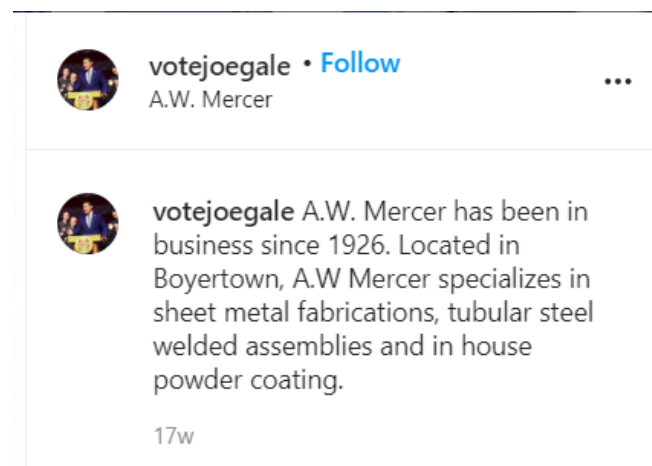 votejoegale • Follow
A.W. Mercer
votejoegale A.W. Mercer has been in
business since 1926. Located in
Boyertown, A.W Mercer specializes in
sheet metal fabrications, tubular steel
welded assemblies and in house
powder coating.
17w